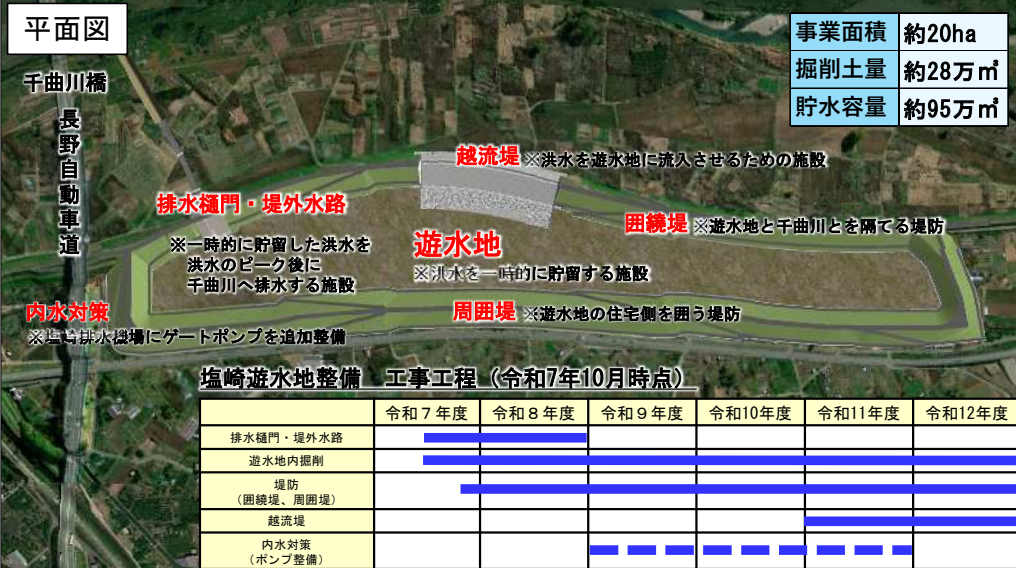 平面図
事業面積 約20ha
掘削土量 約28万㎥
貯水容量 約95万㎥
千曲川橋
長野自動車道
越流堤 ※洪水を遊水地に流入させるための施設
排水樋門・堤外水路
※一時的に貯留した洪水を
洪水のピーク後に
千曲川へ排水する施設
囲繞堤 ※遊水地と千曲川とを隔てる堤防
遊水地
※洪水を一時的に貯留する施設
内水対策
※塩崎排水機場にゲートポンプを追加整備
周囲堤 ※遊水地の住宅側を囲う堤防
塩崎遊水地整備 工事工程（令和7年10月時点）
令和７年度 令和８年度 令和９年度 令和10年度 令和11年度 令和12年度
排水樋門・堤外水路
遊水地内掘削
堤防
（囲繞堤、周囲堤）
越流堤
内水対策
（ポンプ整備）